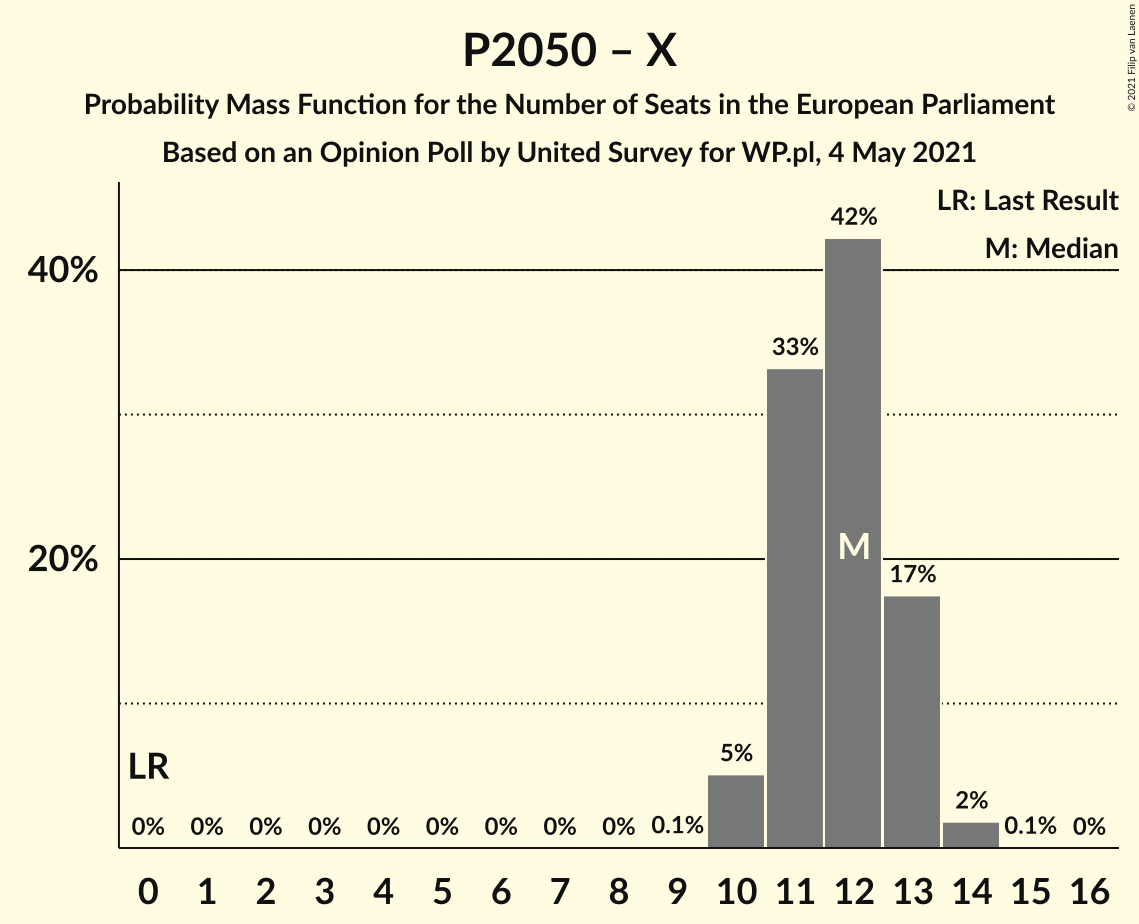 P2050 – X
Probability Mass Function for the Number of Seats in the European Parliament
Based on an Opinion Poll by United Survey for WP.pl, 4 May 2021
© 2021 Filip van Laenen
LR: Last Result
M: Median
42%
40%
33%
M
20%
17%
5%
LR
2%
0% 0% 0% 0% 0% 0% 0% 0% 0% 0.1% 0.1% 0%
0 1 2 3 4 5 6 7 8 9 10 11 12 13 14 15 16